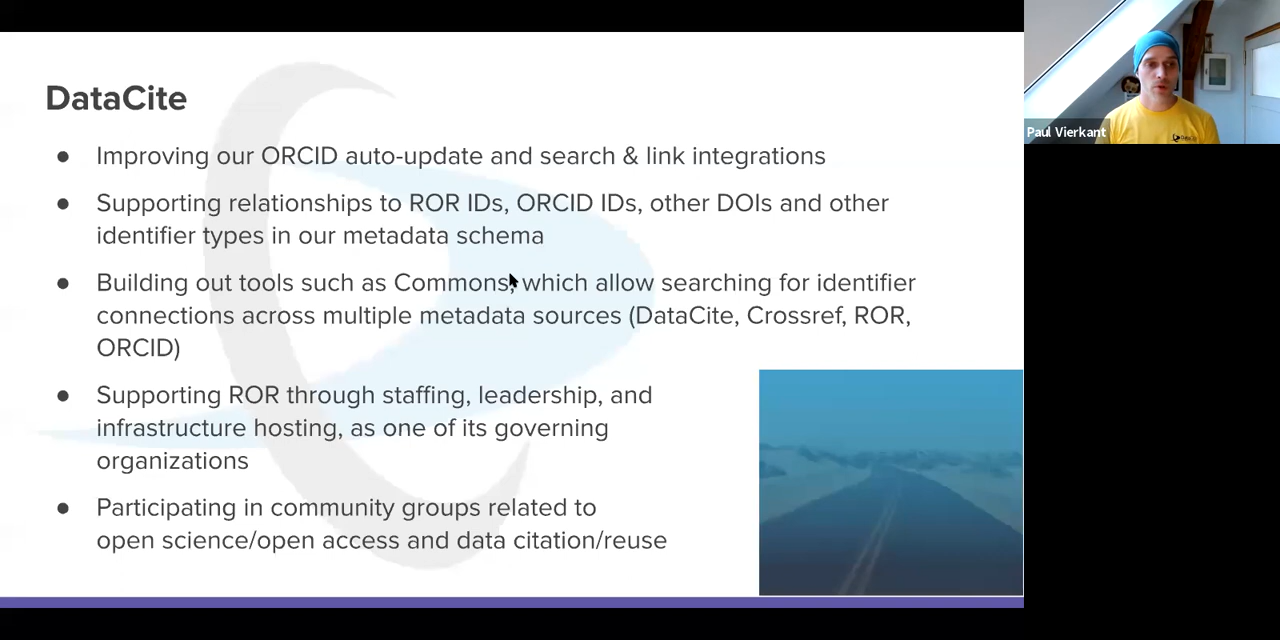 DataCite
● Improving our ORCID auto-update and search & link integrations
● Supporting relationships to ROR IDs, ORCID IDs, other DOIs and other
identifier types in our metadata schema
● Building out tools such as Commons, which allow searching for identifier
connections across multiple metadata sources (DataCite, Crossref, ROR,
ORCID)
● Supporting ROR through staffing, leadership, and
infrastructure hosting, as one of its governing
organizations
● Participating in community groups related to
open science/open access and data citation/reuse
Paul Vierkant
DataCite